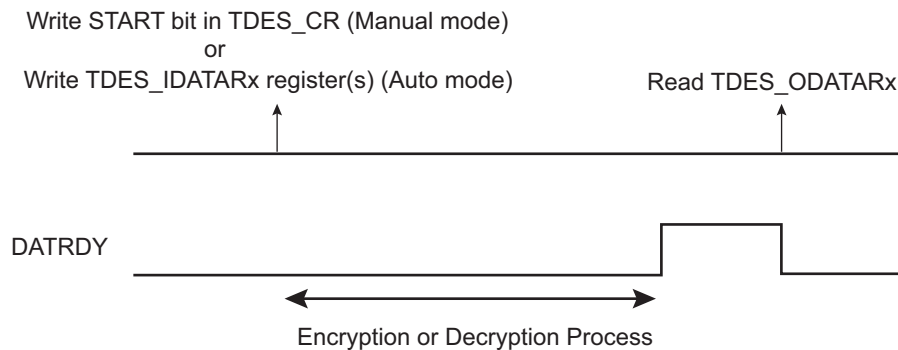 Write START bit in TDES_CR (Manual mode)
or
Write TDES_IDATARx register(s) (Auto mode)
Read TDES_ODATARx
DATRDY
Encryption or Decryption Process